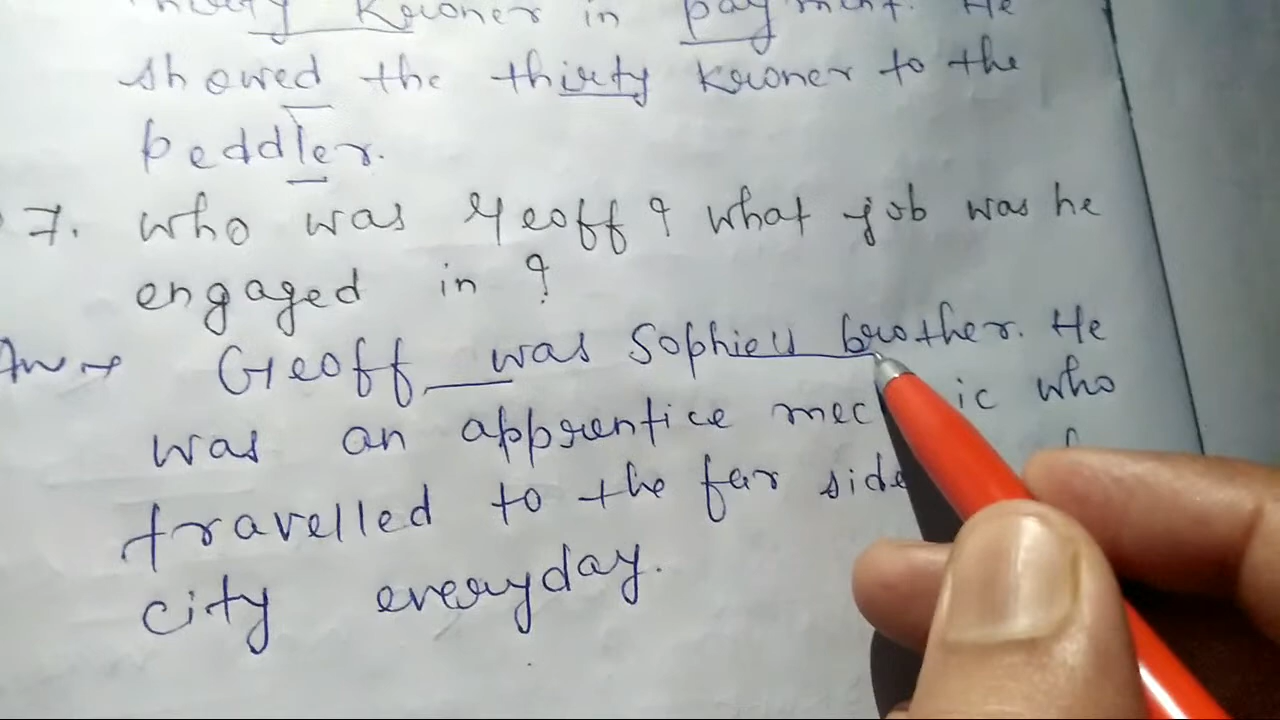 thirty Kroner in payment. He
showed the thirty Kroner to the
peddler.
7. Who was Geoff? What job was he
engaged in?
Ans → Geoff was Sophie's brother. He
was an apprentice mec ic who
travelled to the far side
city everyday.